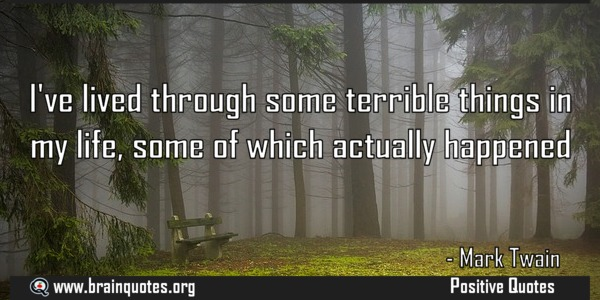 I've lived through some terrible things in
my life, some of which actually happened
- Mark Twain
www.brainquotes.org
Positive Quotes